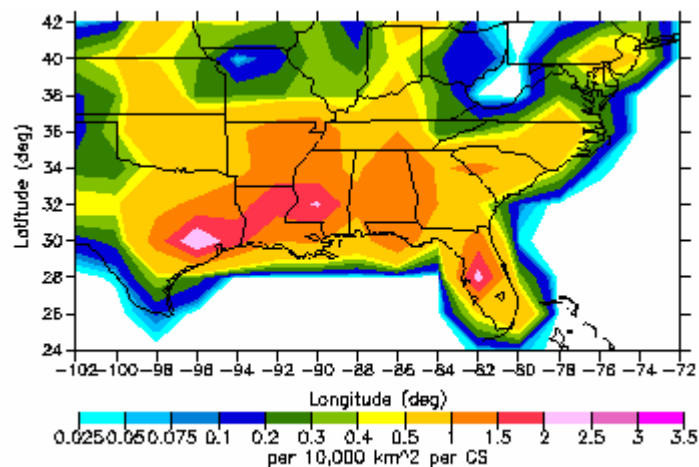 42
40
38
36
34
32
30
28
26
24
Latitude (deg)
-102 -100 -98 -96 -94 -92 -90 -88 -86 -84 -82 -80 -78 -76 -74 -72
Longitude (deg)
0.025 0.05 0.075 0.1 0.2 0.3 0.4 0.5 1 1.5 2 2.5 3 3.5
per 10,000 km^2 per CS